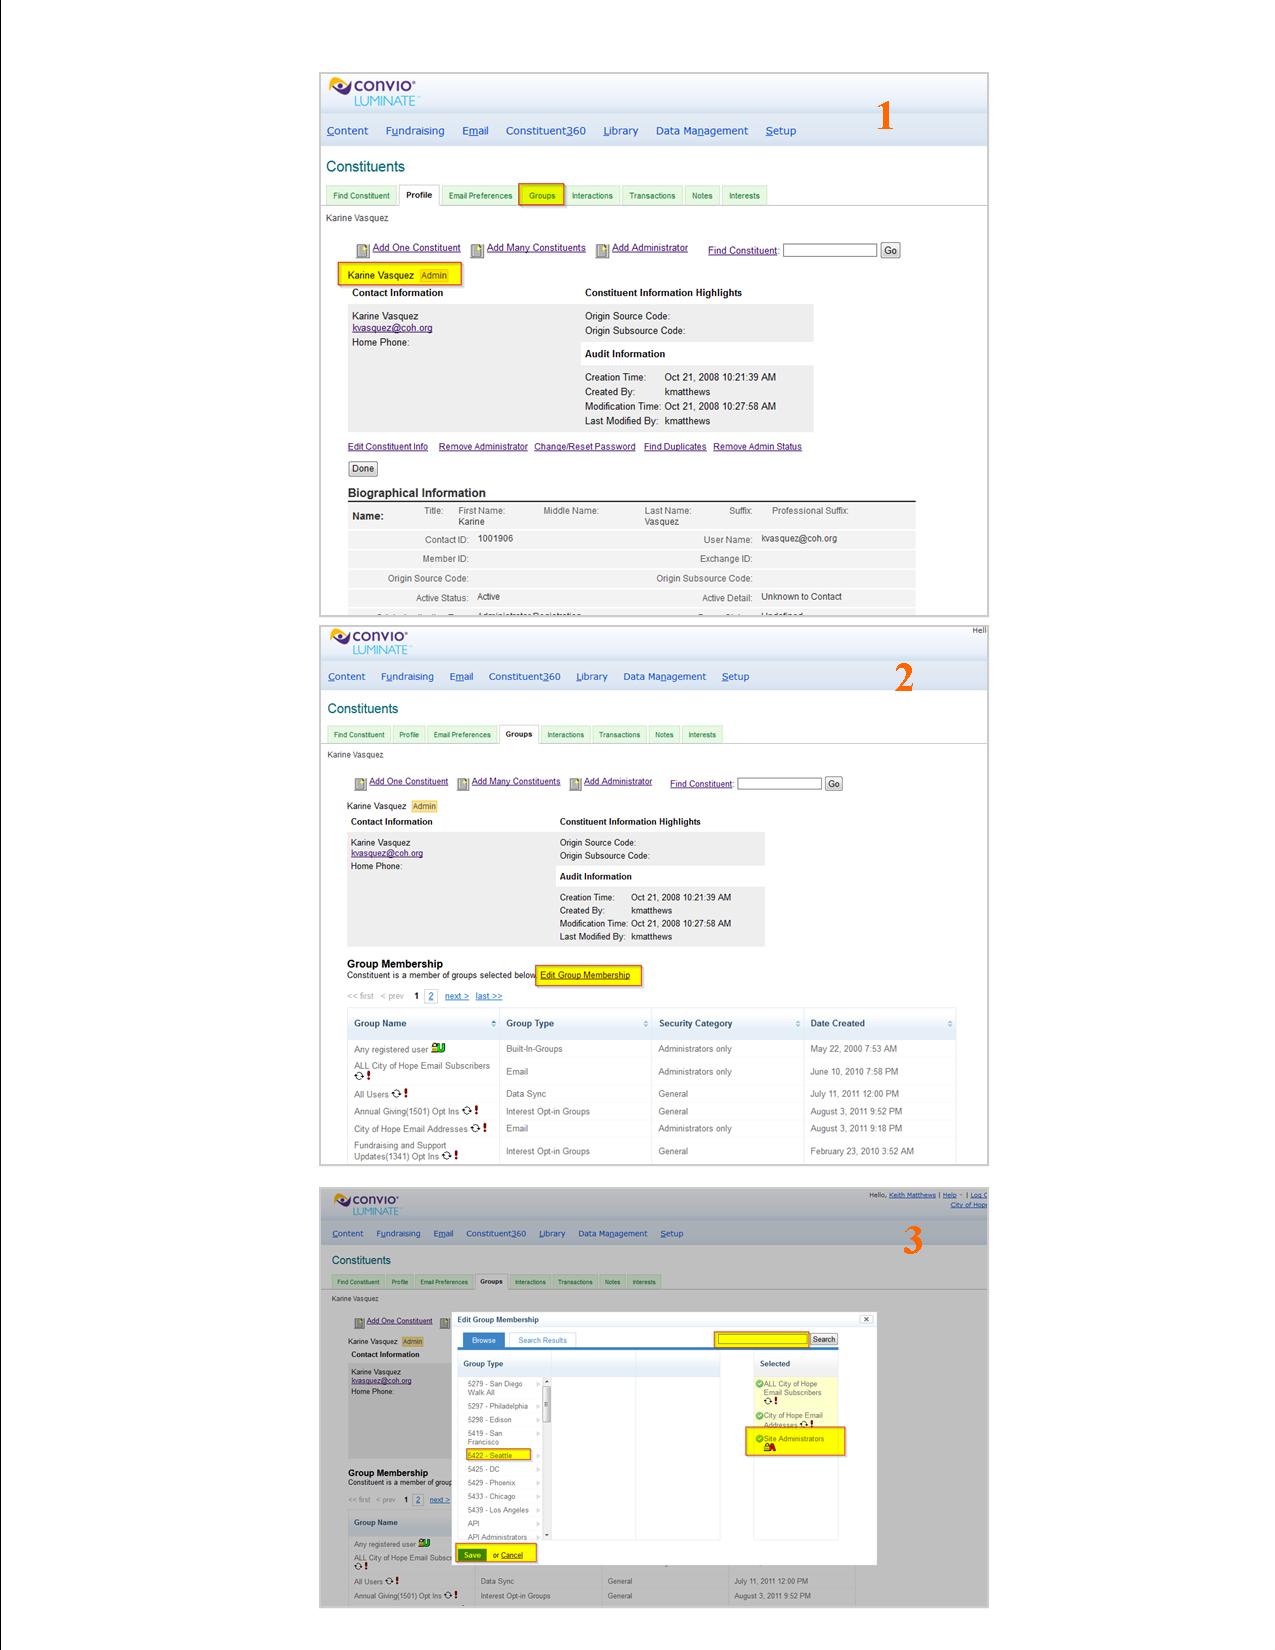 CONVIO®
LUMINATE™
1
Content Fundraising Email Constituent360 Library Data Management Setup
Constituents
Find Constituent Profile Email Preferences Groups Interactions Transactions Notes Interests
Karine Vasquez
Add One Constituent Add Many Constituents Add Administrator Find Constituent: Go
Karine Vasquez Admin
Contact Information Constituent Information Highlights
Karine Vasquez Origin Source Code:
kvasquez@coh.org Origin Subsource Code:
Home Phone:
Audit Information
Creation Time: Oct 21, 2008 10:21:39 AM
Created By: kmatthews
Modification Time: Oct 21, 2008 10:27:58 AM
Last Modified By: kmatthews
Edit Constituent Info Remove Administrator Change/Reset Password Find Duplicates Remove Admin Status
Done
Biographical Information
Name: Title: First Name: Middle Name: Last Name: Suffix: Professional Suffix:
Karine Vasquez
Contact ID: 1001906 User Name: kvasquez@coh.org
Member ID: Exchange ID:
Origin Source Code: Origin Subsource Code:
Active Status: Active Active Detail: Unknown to Contact
CONVIO®
LUMINATE™
Hell
2
Content Fundraising Email Constituent360 Library Data Management Setup
Constituents
Find Constituent Profile Email Preferences Groups Interactions Transactions Notes Interests
Karine Vasquez
Add One Constituent Add Many Constituents Add Administrator Find Constituent: Go
Karine Vasquez Admin
Contact Information Constituent Information Highlights
Karine Vasquez Origin Source Code:
kvasquez@coh.org Origin Subsource Code:
Home Phone:
Audit Information
Creation Time: Oct 21, 2008 10:21:39 AM
Created By: kmatthews
Modification Time: Oct 21, 2008 10:27:58 AM
Last Modified By: kmatthews
Group Membership
Constituent is a member of groups selected below Edit Group Membership
<< first < prev 1 2 next > last >>
Group Name Group Type Security Category Date Created
Any registered user Built-In-Groups Administrators only May 22, 2000 7:53 AM
ALL City of Hope Email Subscribers Email Administrators only June 10, 2010 7:58 PM
All Users Data Sync General July 11, 2011 12:00 PM
Annual Giving(1501) Opt Ins Interest Opt-in Groups General August 3, 2011 9:52 PM
City of Hope Email Addresses Email Administrators only August 3, 2011 9:18 PM
Fundraising and Support
Updates(1341) Opt Ins Interest Opt-in Groups General February 23, 2010 3:52 AM
CONVIO®
LUMINATE™
Hello, Keith Matthews | Help - | Log
City of Hop
3
Content Fundraising Email Constituent360 Library Data Management Setup
Constituents
Find Constituent Profile Email Preferences Groups Interactions Transactions Notes Interests
Karine Vasquez
Add One Constituent
Karine Vasquez Admin
Contact Information
Karine Vasquez
kvasquez@coh.org
Home Phone:
Edit Group Membership
Browse Search Results Search
Group Type Selected
5279 - San Diego
Walk All
5297 - Philadelphia
5298 - Edison
5419 - San
Francisco
5422 - Seattle
5425 - DC
5429 - Phoenix
5433 - Chicago
5439 - Los Angeles
API
API Administrators
ALL City of Hope
Email Subscribers
City of Hope Email
Addresses
Site Administrators
Save or Cancel
Group Membership
Constituent is a member of group
<< first < prev 1 2 next >
Group Name
Any registered user
ALL City of Hope Email Subsc
All Users Data Sync General July 11, 2011 12:00 PM
Annual Giving(1501) Opt Ins Interest Opt-in Groups General August 3, 2011 9:52 PM